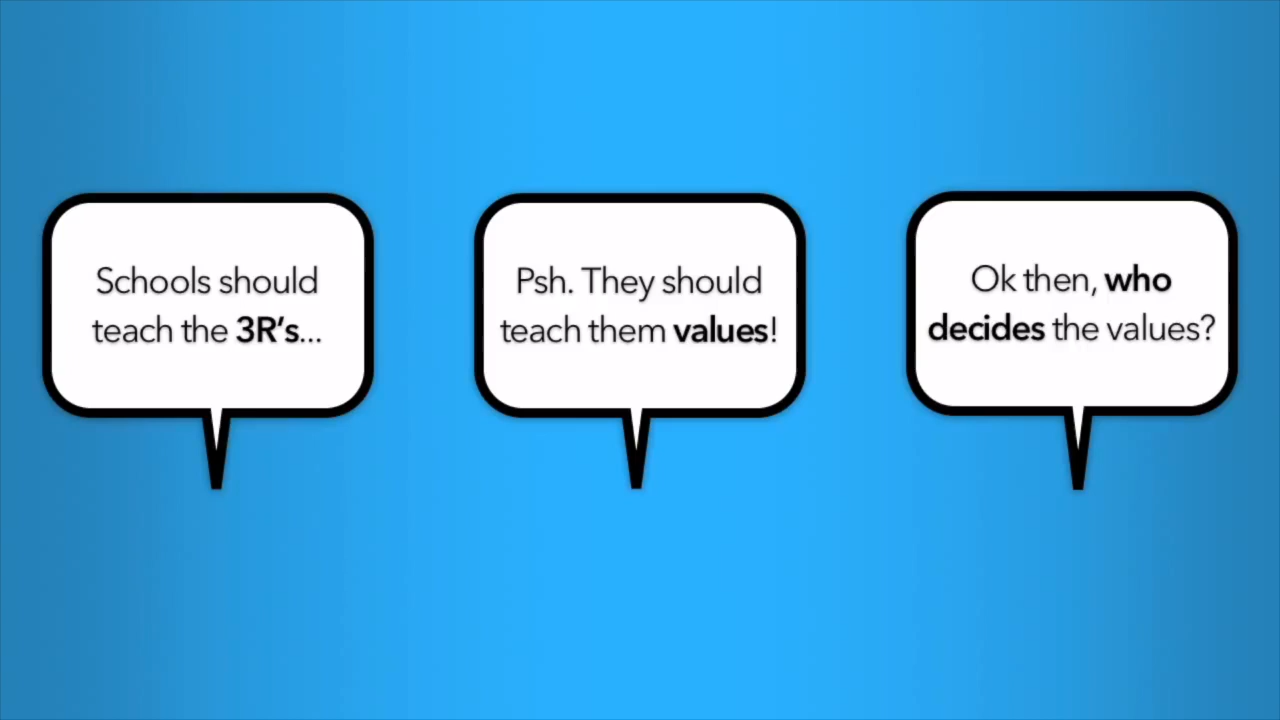 Schools should
teach the 3R's...
Psh. They should
teach them values!
Ok then, who
decides the values?